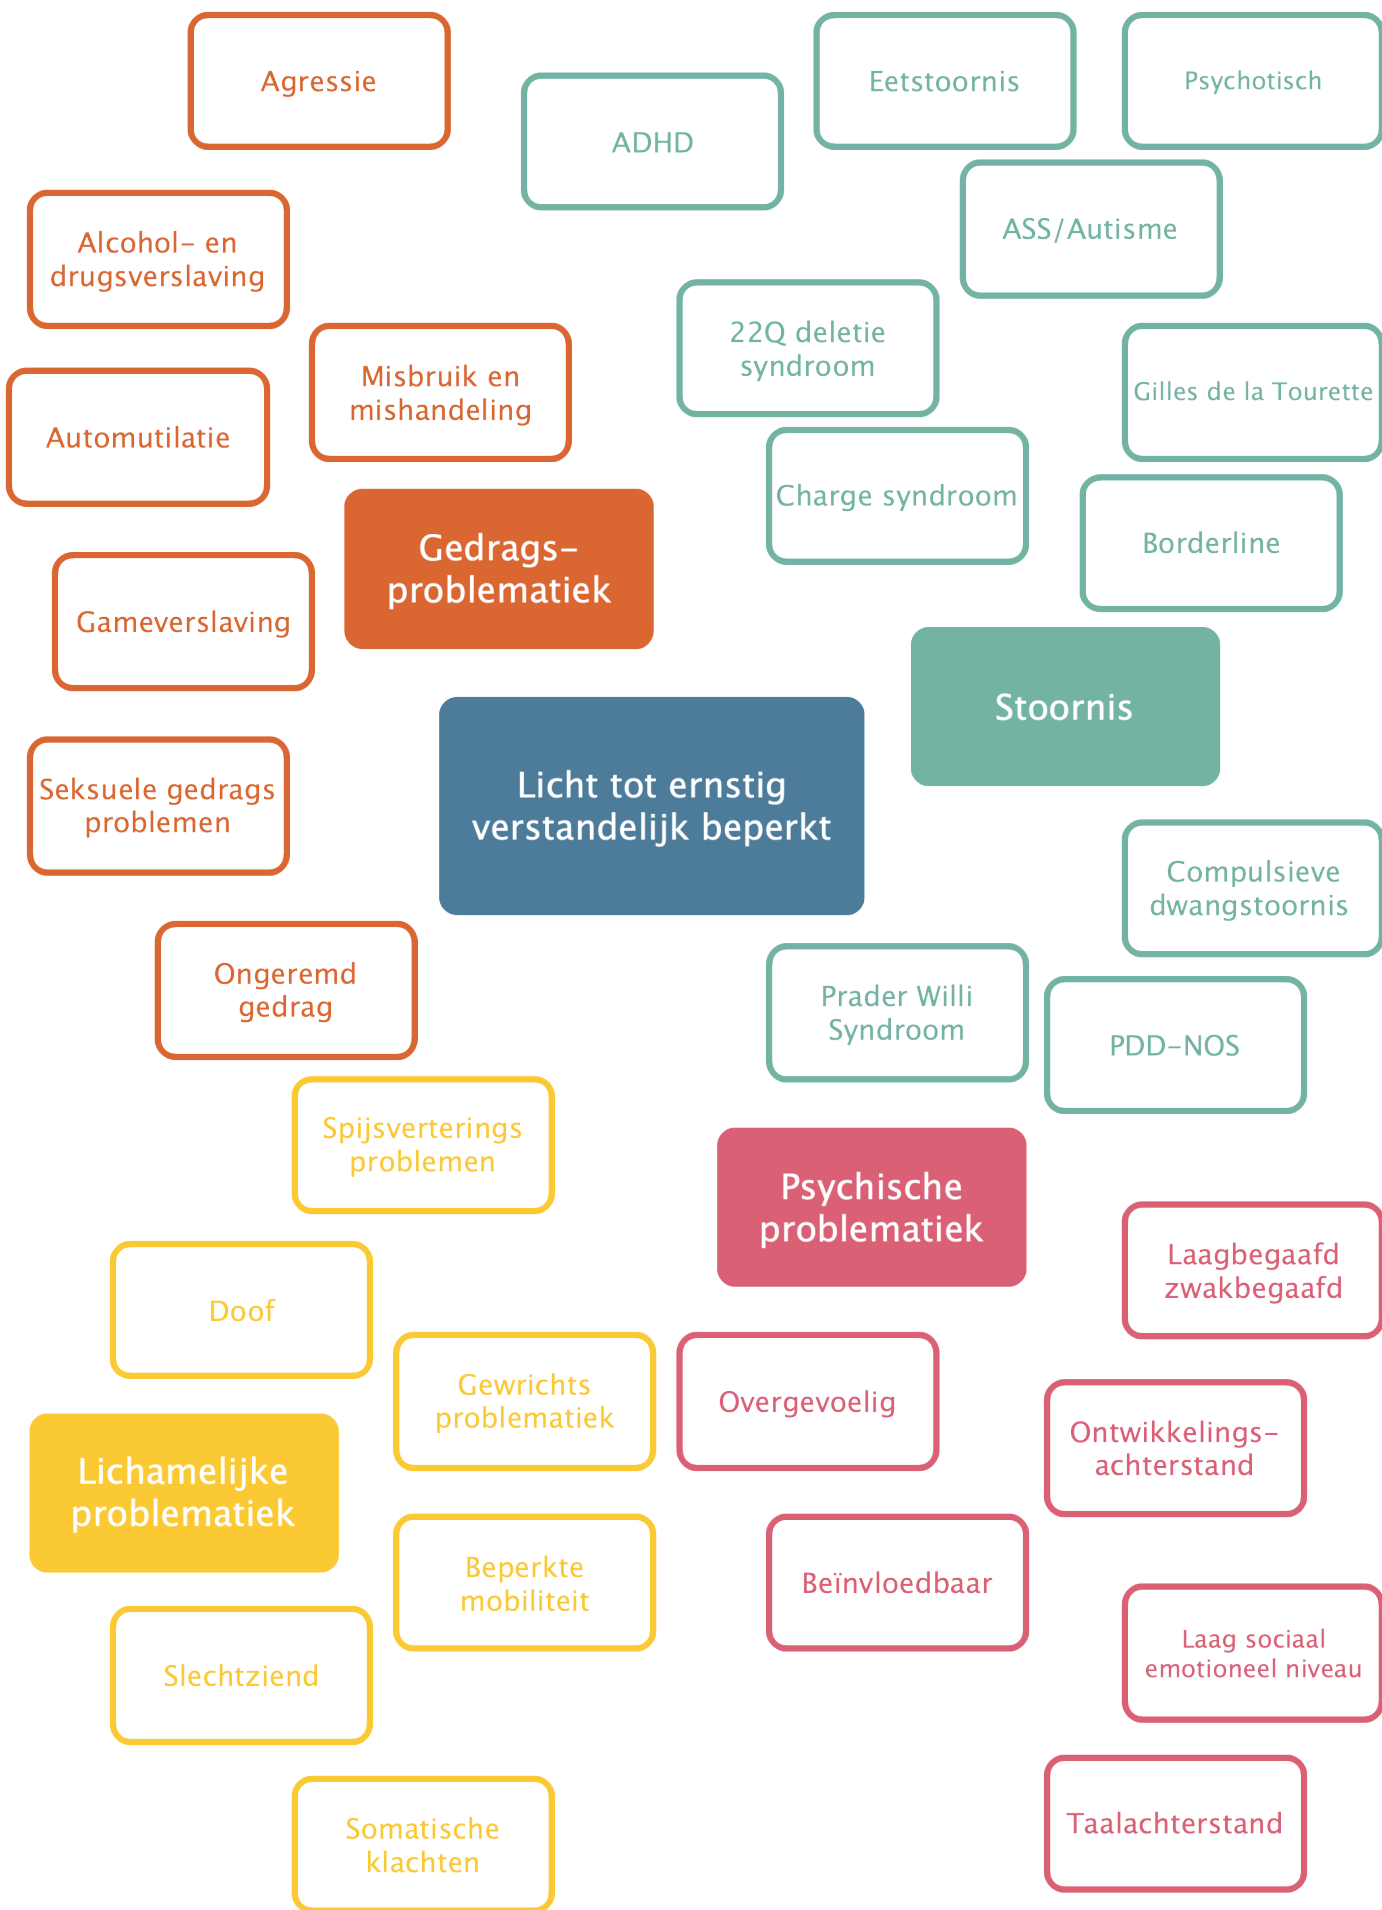 Agressie
ADHD
Eetstoornis
Psychotisch
Alcohol- en
drugsverslaving
ASS/Autisme
Misbruik en
mishandeling
22Q deletie
syndroom
Gilles de la Tourette
Automutilatie
Charge syndroom
Borderline
Gedrags-
problematiek
Gameverslaving
Stoornis
Licht tot ernstig
verstandelijk beperkt
Seksuele gedrags
problemen
Compulsieve
dwangstoornis
Ongeremd
gedrag
Prader Willi
Syndroom
PDD-NOS
Spijsverterings
problemen
Psychische
problematiek
Laagbegaafd
zwakbegaafd
Doof
Gewrichts
problematiek
Overgevoelig
Ontwikkelings-
achterstand
Lichamelijke
problematiek
Beperkte
mobiliteit
Beïnvloedbaar
Laag sociaal
emotioneel niveau
Slechtziend
Somatische
klachten
Taalachterstand